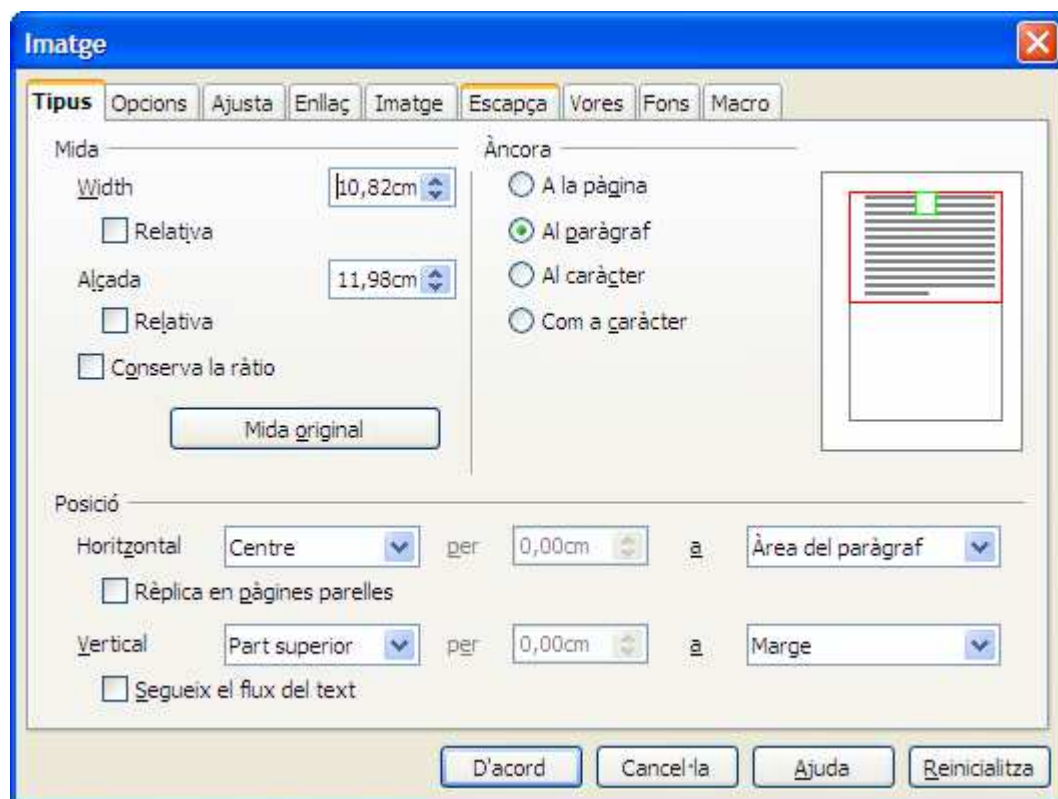 Imatge
Tipus Opcions Ajusta Enllaç Imatge Escapça Vores Fons Macro
Mida
Width 10,82cm
Relativa
Alçada 11,98cm
Relativa
Conserva la ràtio
Mida original
Àncora
A la pàgina
Al paràgraf
Al caràcter
Com a caràcter
Posició
Horitzontal Centre per 0,00cm a Àrea del paràgraf
Rèplica en pàgines parelles
Vertical Part superior per 0,00cm a Marge
Segueix el flux del text
D'acord Cancel·la Ajuda Reinicialitza